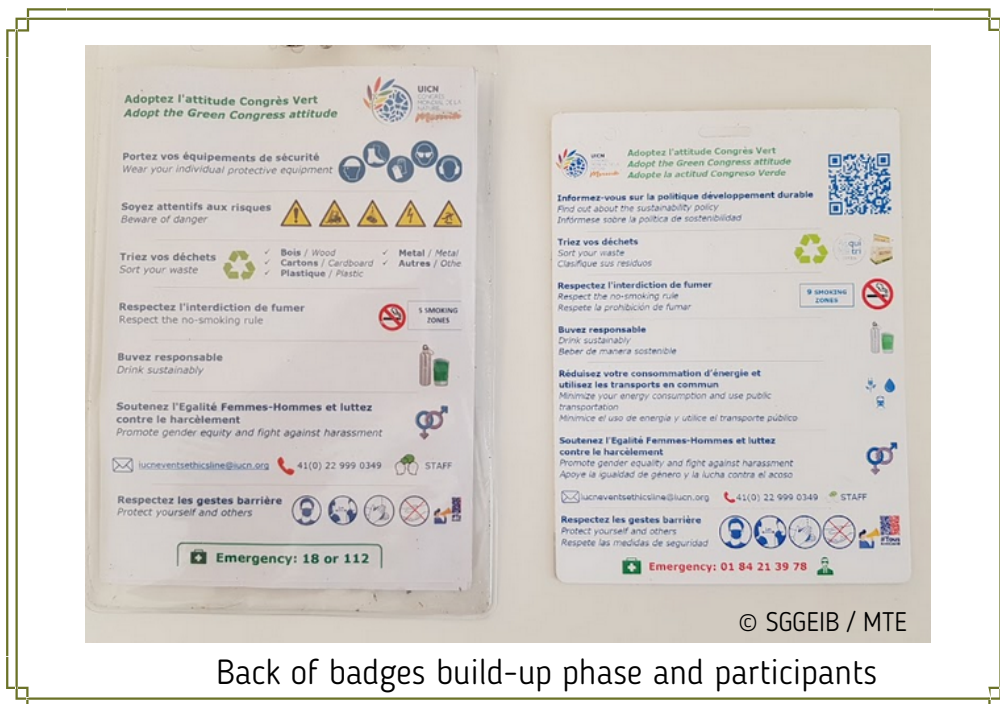 Adoptez l'attitude Congrès Vert
Adopt the Green Congress attitude
UICN
CONGRÈS
MONDIAL DE LA
NATURE
Marseille
Portez vos équipements de sécurité
Wear your individual protective equipment
Soyez attentifs aux risques
Beware of danger
Triez vos déchets
Sort your waste
✓ Bois / Wood
✓ Cartons / Cardboard
✓ Plastique / Plastic
✓ Metal / Metal
Autres / Othe
Respectez l'interdiction de fumer
Respect the no-smoking rule
5 SMOKING
ZONES
Buvez responsable
Drink sustainably
Soutenez l'Egalité Femmes-Hommes et luttez
contre le harcèlement
Promote gender equity and fight against harassment
iucneventsethicsline@iucn.org 41(0) 22 999 0349 STAFF
Respectez les gestes barrière
Protect yourself and others
Emergency: 18 or 112
UICN
Marseille
Adoptez l'attitude Congrès Vert
Adopt the Green Congress attitude
Adopte la actitud Congreso Verde
Informez-vous sur la politique développement durable
Find out about the sustainability policy
Infórmese sobre la política de sostenibilidad
Triez vos déchets
Sort your waste
Clasifique sus residuos
Respectez l'interdiction de fumer
Respect the no-smoking rule
Respete la prohibición de fumar
9 SMOKING
ZONES
Buvez responsable
Drink sustainably
Beber de manera sostenible
Réduisez votre consommation d'énergie et
utilisez les transports en commun
Minimize your energy consumption and use public
transportation
Minimice el uso de energía y utilice el transporte público
Soutenez l'Egalité Femmes-Hommes et luttez
contre le harcèlement
Promote gender equality and fight against harassment
Apoye la igualdad de género y la lucha contra el acoso
iucneventsethicsline@iucn.org 41(0) 22 999 0349 STAFF
Respectez les gestes barrière
Protect yourself and others
Respete las medidas de seguridad
Emergency: 01 84 21 39 78
© SGGEIB / MTE
Back of badges build-up phase and participants